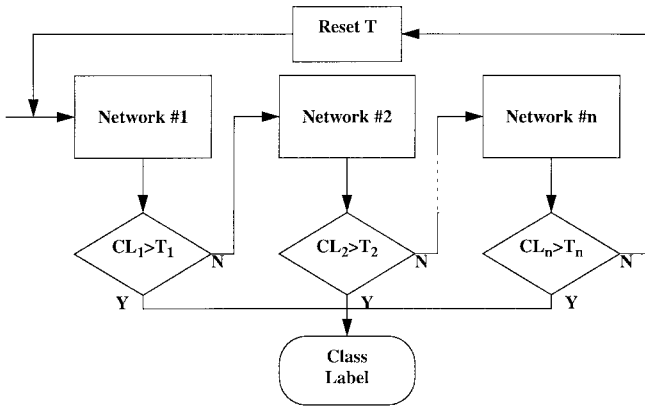 Reset T
Network #1
Network #2
Network #n
CL1>T1
N
CL2>T2
N
CLn>Tn
N
Y
Y
Y
Class
Label